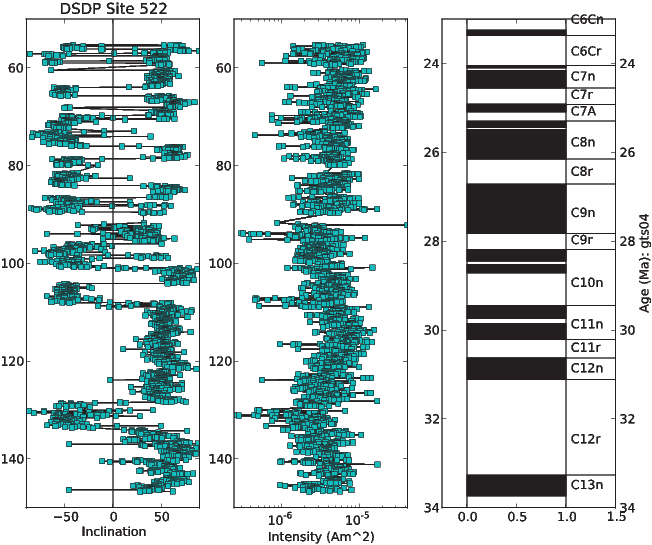 DSDP Site 522
60
80
100
120
140
−50 0 50
Inclination
60
80
100
120
140
10^-6 10^-5
Intensity (Am^2)
24
26
28
30
32
34
0.0 0.5 1.0 1.5
C6Cn
C6Cr
C7n
C7r
C7A
C8n
C8r
C9n
C9r
C10n
C11n
C11r
C12n
C12r
C13n
24
26
28
30
32
34
Age (Ma): gts04